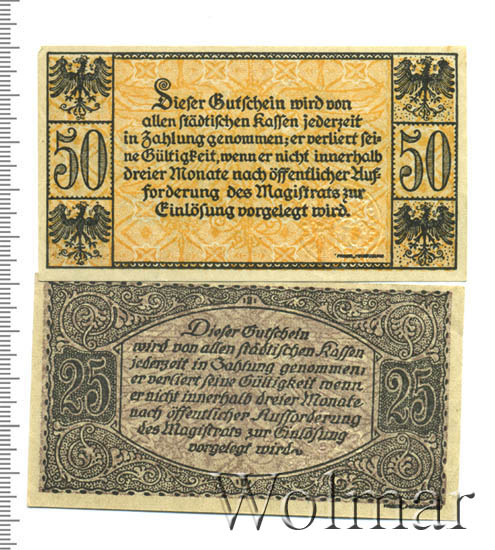 Dieser Gutschein wird von
allen städtischen Kassen jederzeit
in Zahlung genommen; er verliert sei-
ne Gültigkeit, wenn er nicht innerhalb
dreier Monate nach öffentlicher Auf-
forderung des Magistrats zur
Einlösung vorgelegt wird.
50
50
Dieser Gutschein
wird von allen städtischen Kassen
jederzeit in Zahlung genommen;
er verliert seine Gültigkeit wenn
er nicht innerhalb dreier Monate
nach öffentlicher Aufforderung
des Magistrats zur Einlösung
vorgelegt wird.
25
25
Wolmar